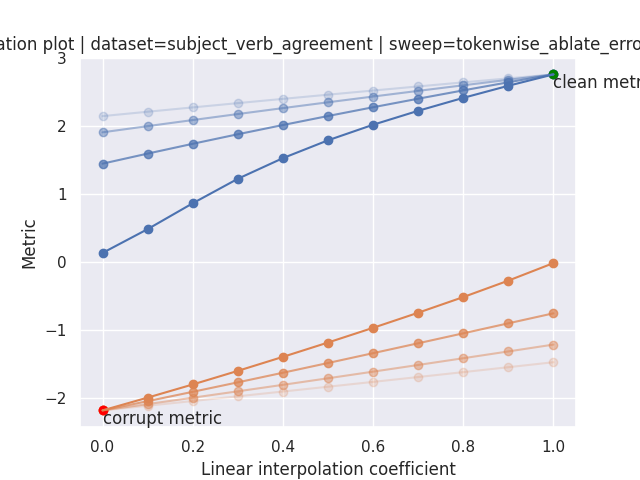 ation plot | dataset=subject_verb_agreement | sweep=tokenwise_ablate_erro
3
2
1
0
−1
−2
Metric
clean metr
corrupt metric
0.0 0.2 0.4 0.6 0.8 1.0
Linear interpolation coefficient